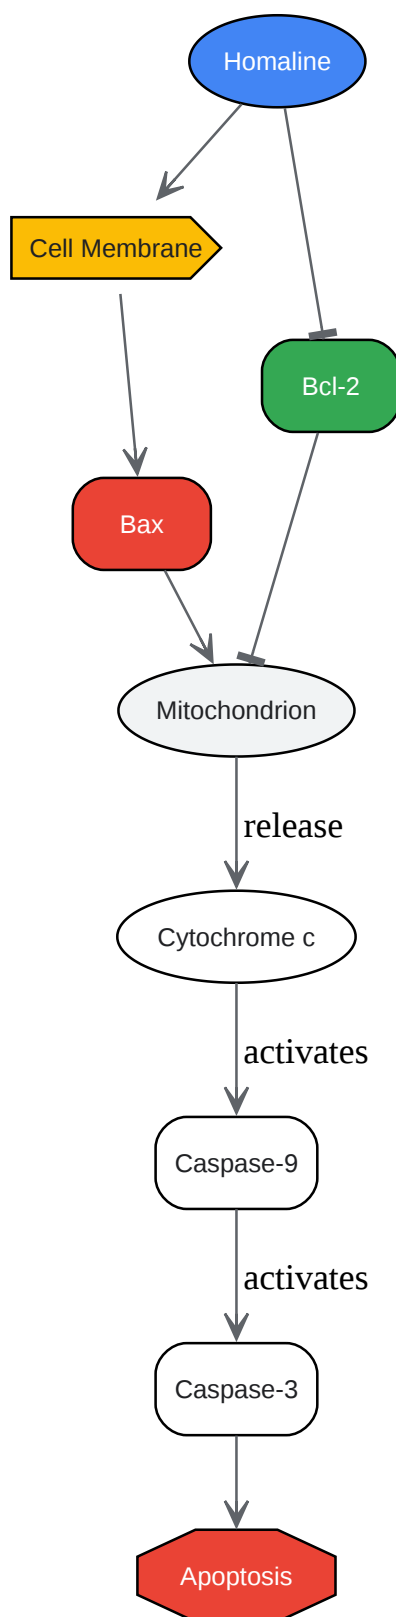 Homaline
Cell Membrane
Bcl-2
Bax
Mitochondrion
release
Cytochrome c
activates
Caspase-9
activates
Caspase-3
Apoptosis